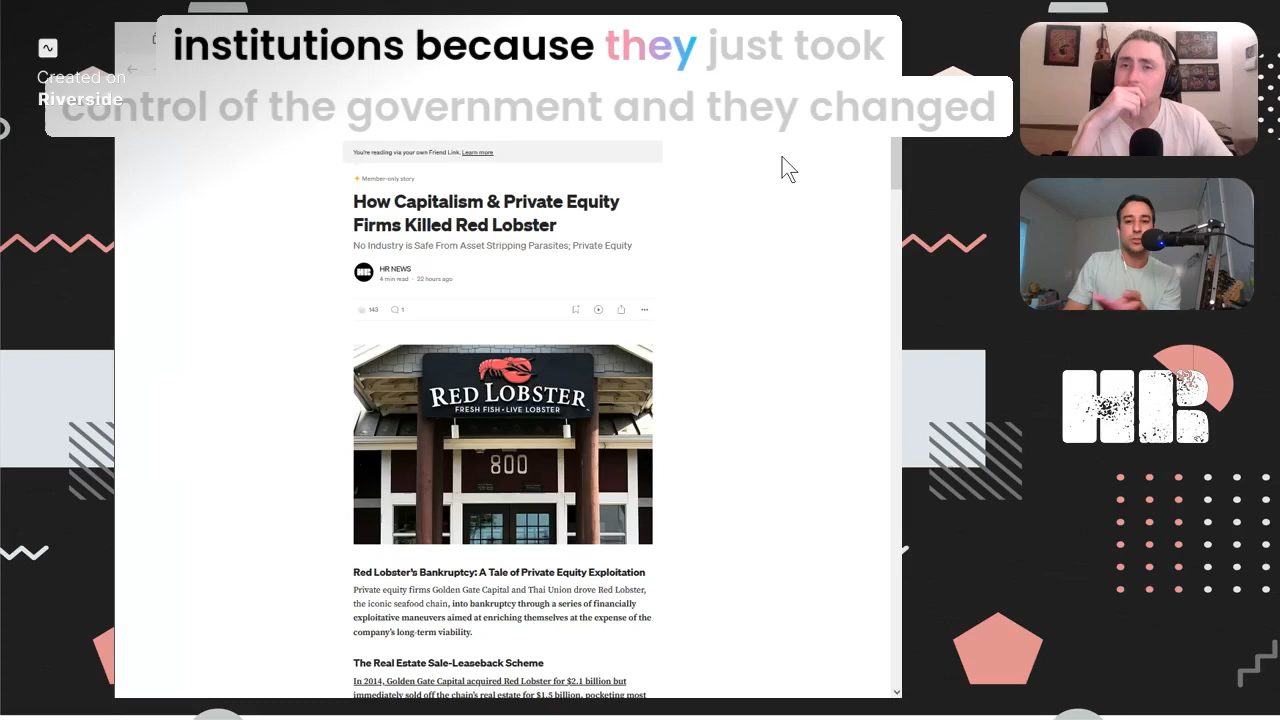 institutions because they just took
control of the government and they changed
Created on
Riverside
You're reading via your own Friend Link. Learn more
Member-only story
How Capitalism & Private Equity
Firms Killed Red Lobster
No Industry is Safe From Asset Stripping Parasites; Private Equity
HR NEWS
4 min read · 22 hours ago
143
1
RED LOBSTER
FRESH FISH • LIVE LOBSTER
800
HR
Red Lobster's Bankruptcy: A Tale of Private Equity Exploitation
Private equity firms Golden Gate Capital and Thai Union drove Red Lobster,
the iconic seafood chain, into bankruptcy through a series of financially
exploitative maneuvers aimed at enriching themselves at the expense of the
company's long-term viability.
The Real Estate Sale-Leaseback Scheme
In 2014, Golden Gate Capital acquired Red Lobster for $2.1 billion but
immediately sold off the chain's real estate for $1.5 billion, pocketing most